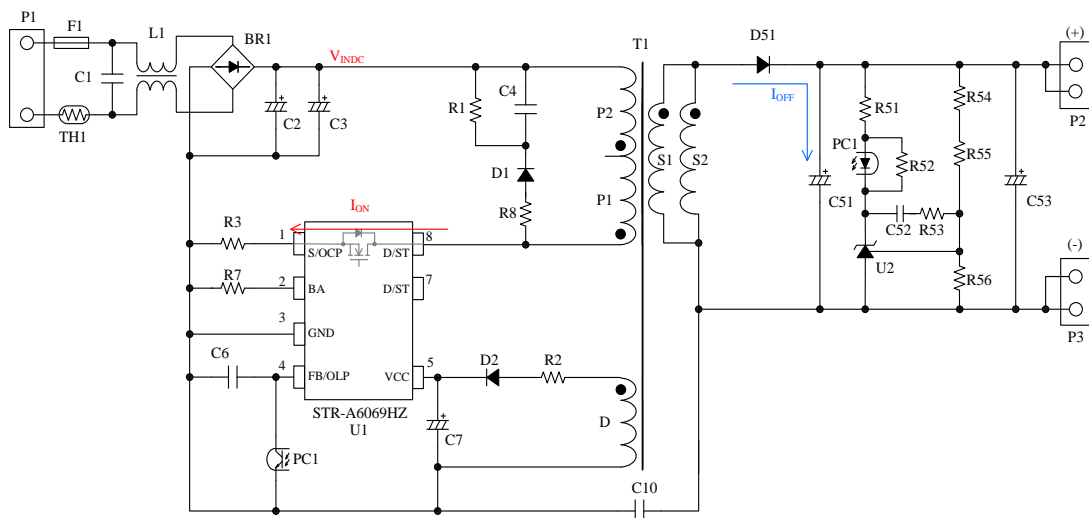 P1
F1
L1
BR1
C1
TH1
V_INDC
C2
C3
R1
C4
D1
R8
P2
P1
T1
S1
S2
D51
I_OFF
(+)
P2
R51
R54
PC1
R52
R55
C51
C52
R53
C53
U2
R56
(-)
P3
I_ON
R3
1
S/OCP
D/ST
8
R7
2
BA
D/ST
7
3
GND
C6
4
FB/OLP
VCC
5
STR-A6069HZ
U1
D2
R2
C7
D
PC1
C10